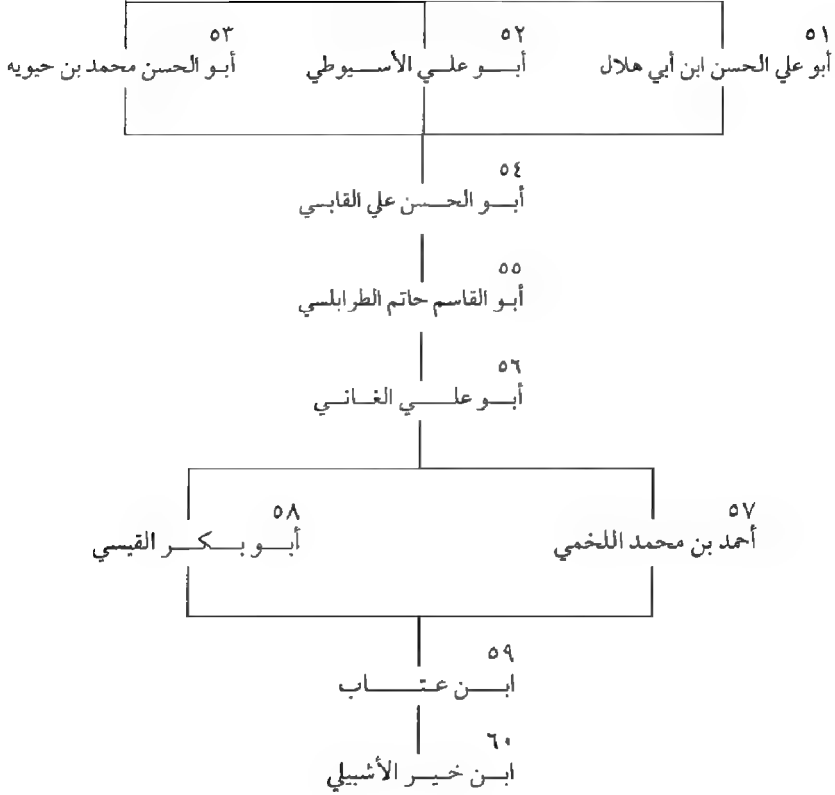 ٥١ ٥٢ ٥٣
أبو علي الحسن ابن أبي هلال أبو علي الأسيوطي أبو الحسن محمد بن حيويه
٥٤
أبو الحسن علي القابسي
٥٥
أبو القاسم حاتم الطرابلسي
٥٦
أبو علي الغاني
٥٧ ٥٨
أحمد بن محمد اللخمي أبو بكر القيسي
٥٩
ابن عتاب
٦٠
ابن خير الأشبيلي